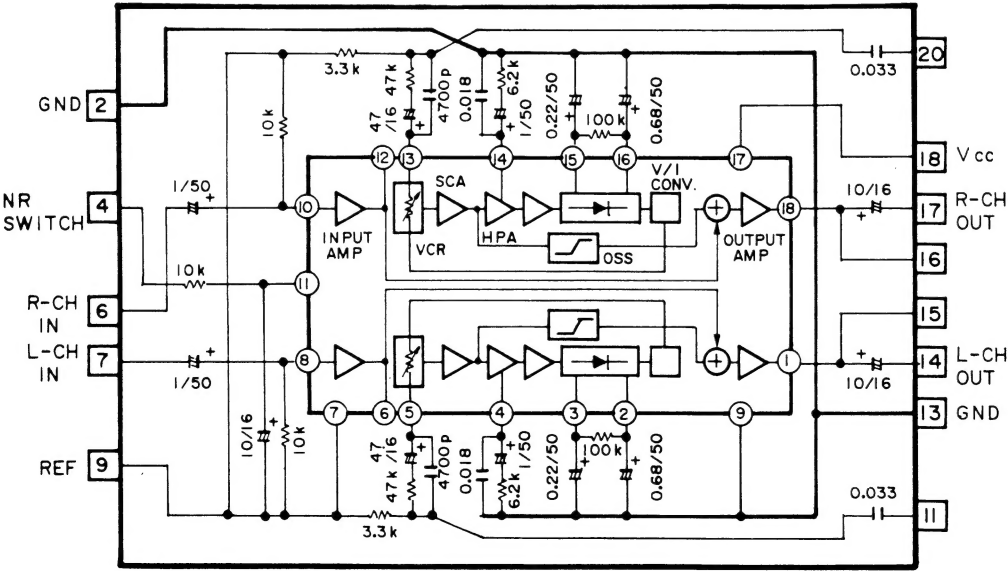 3.3k
0.033
20
GND 2
10k
47k
47
/16
4700p
0.018
6.2k
1/50
0.22/50
100k
0.68/50
12
13
14
15
16
17
18 Vcc
NR
SWITCH
4
1/50
+
10
INPUT
AMP
VCR
SCA
HPA
V/I
CONV.
OSS
OUTPUT
AMP
18
10/16
+
17 R-CH
OUT
16
10k
11
R-CH
IN
6
L-CH
IN
7
1/50
+
8
15
1
10/16
+
14 L-CH
OUT
7
6
5
4
3
2
9
13 GND
10/16
+
10k
47
/16
47k
4700p
0.018
1/50
6.2k
0.22/50
100k
0.68/50
REF 9
3.3k
0.033
11